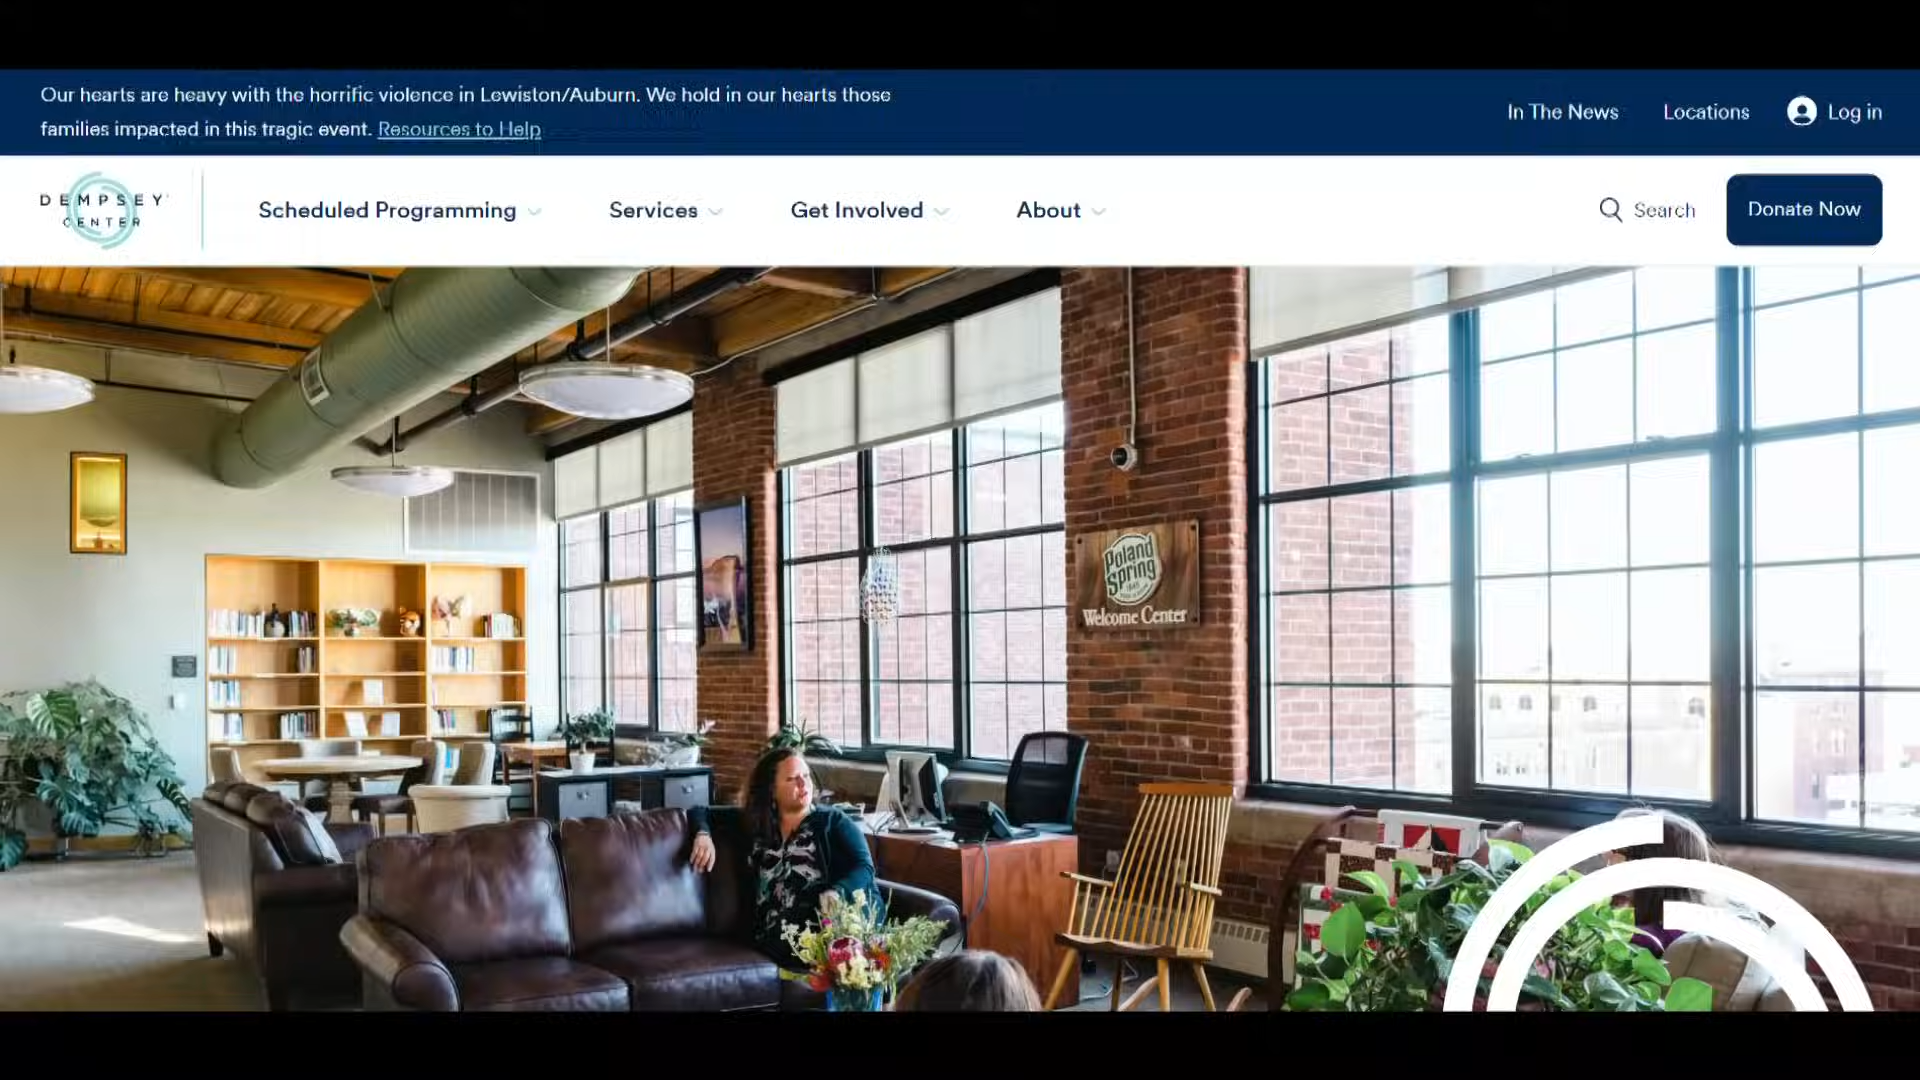 Our hearts are heavy with the horrific violence in Lewiston/Auburn. We hold in our hearts those
families impacted in this tragic event. Resources to Help
In The News
Locations
Log in
DEMPSEY
CENTER
Scheduled Programming
Services
Get Involved
About
Search
Donate Now
Poland
Spring
Welcome Center